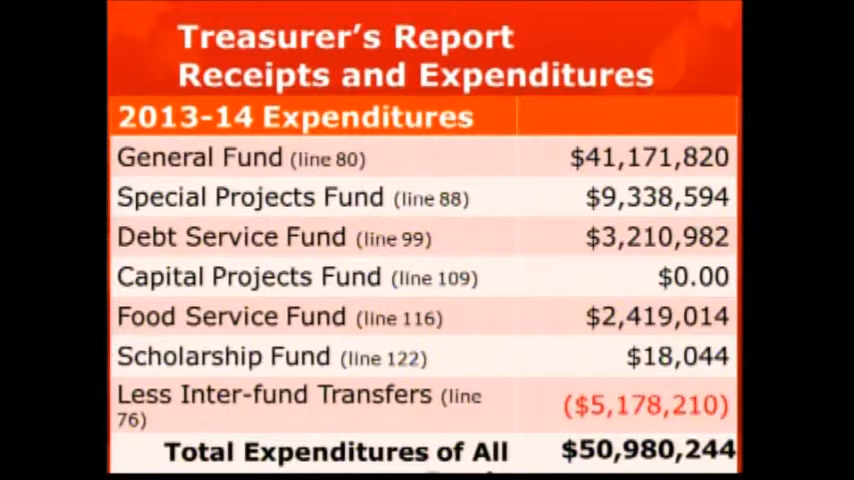 Treasurer's Report
Receipts and Expenditures
2013-14 Expenditures
General Fund (line 80) $41,171,820
Special Projects Fund (line 88) $9,338,594
Debt Service Fund (line 99) $3,210,982
Capital Projects Fund (line 109) $0.00
Food Service Fund (line 116) $2,419,014
Scholarship Fund (line 122) $18,044
Less Inter-fund Transfers (line
76) ($5,178,210)
Total Expenditures of All $50,980,244